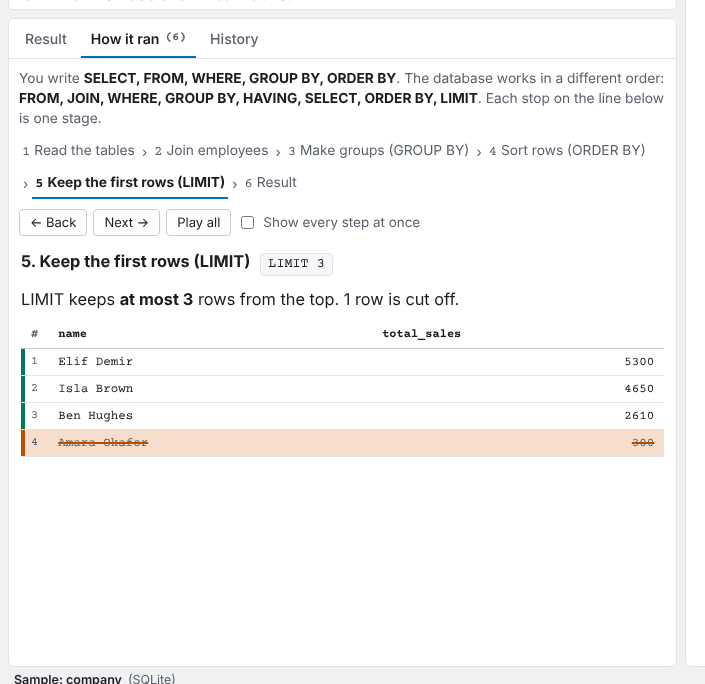 Result How it ran (6) History
You write SELECT, FROM, WHERE, GROUP BY, ORDER BY. The database works in a different order:
FROM, JOIN, WHERE, GROUP BY, HAVING, SELECT, ORDER BY, LIMIT. Each stop on the line below
is one stage.
1 Read the tables › 2 Join employees › 3 Make groups (GROUP BY) › 4 Sort rows (ORDER BY)
› 5 Keep the first rows (LIMIT) › 6 Result
← Back Next → Play all Show every step at once
5. Keep the first rows (LIMIT) LIMIT 3
LIMIT keeps at most 3 rows from the top. 1 row is cut off.
# name total_sales
1 Elif Demir 5300
2 Isla Brown 4650
3 Ben Hughes 2610
4 Amara Okafor 300
Sample: company (SQLite)